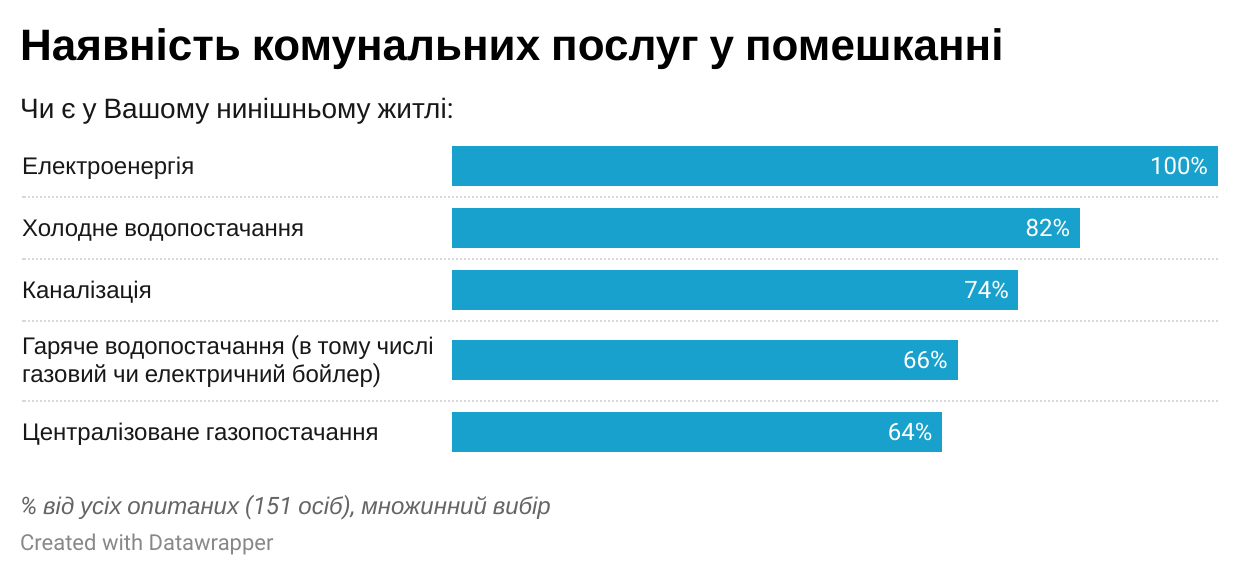 Наявність комунальних послуг у помешканні
Чи є у Вашому нинішньому житлі:
Електроенергія
100%
Холодне водопостачання
82%
Каналізація
74%
Гаряче водопостачання (в тому числі
газовий чи електричний бойлер)
66%
Централізоване газопостачання
64%
% від усіх опитаних (151 осіб), множинний вибір
Created with Datawrapper